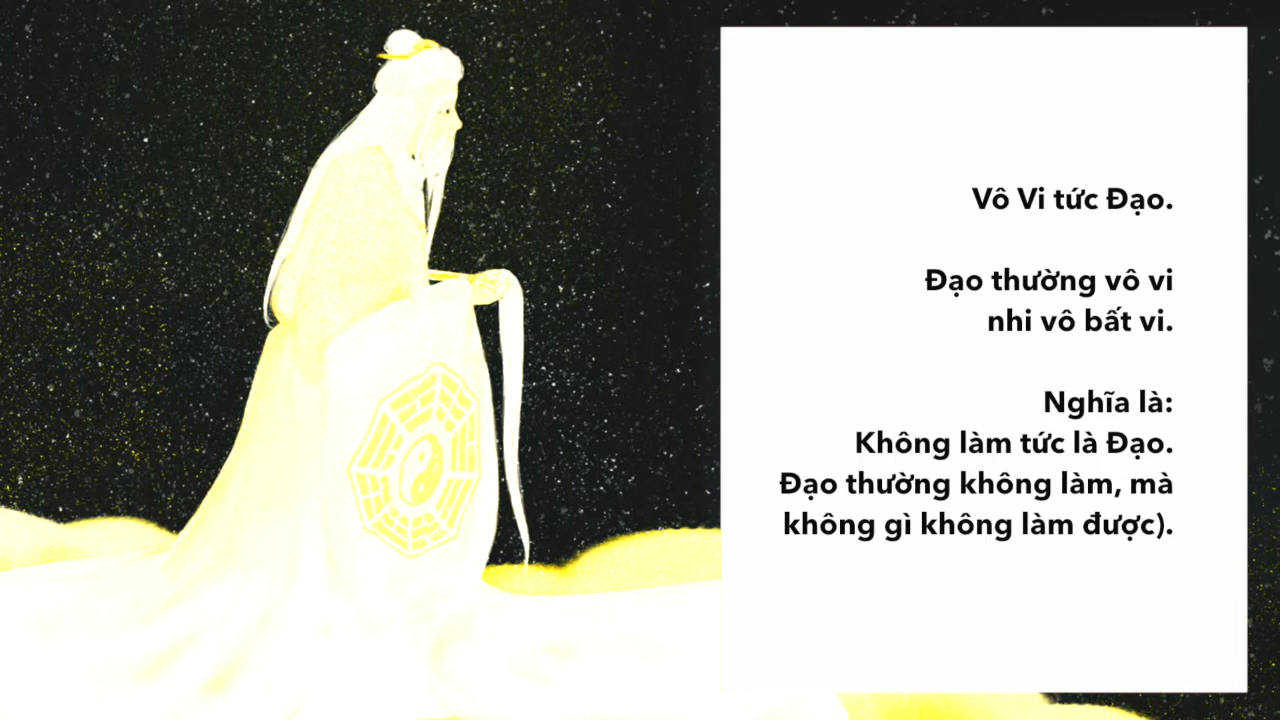 Vô Vi tức Đạo.
Đạo thường vô vi
nhi vô bất vi.
Nghĩa là:
Không làm tức là Đạo.
Đạo thường không làm, mà
không gì không làm được).